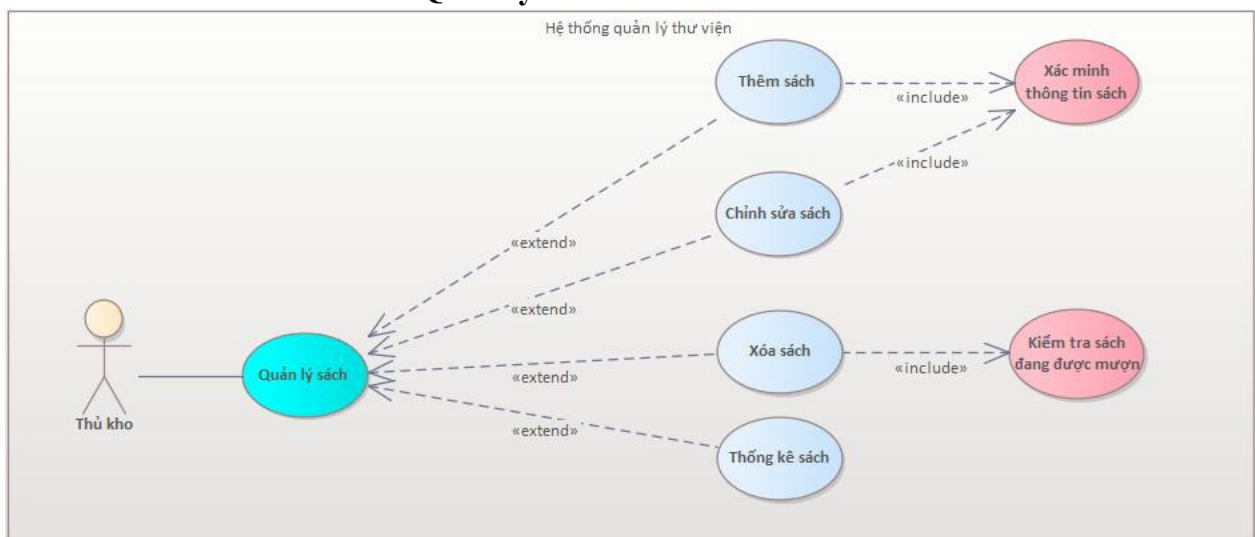 Hệ thống quản lý thư viện
Thêm sách
«include»
Xác minh
thông tin sách
«include»
Chỉnh sửa sách
«extend»
«extend»
Thủ kho
Quản lý sách
Xóa sách
«include»
Kiểm tra sách
đang được mượn
«extend»
«extend»
Thống kê sách